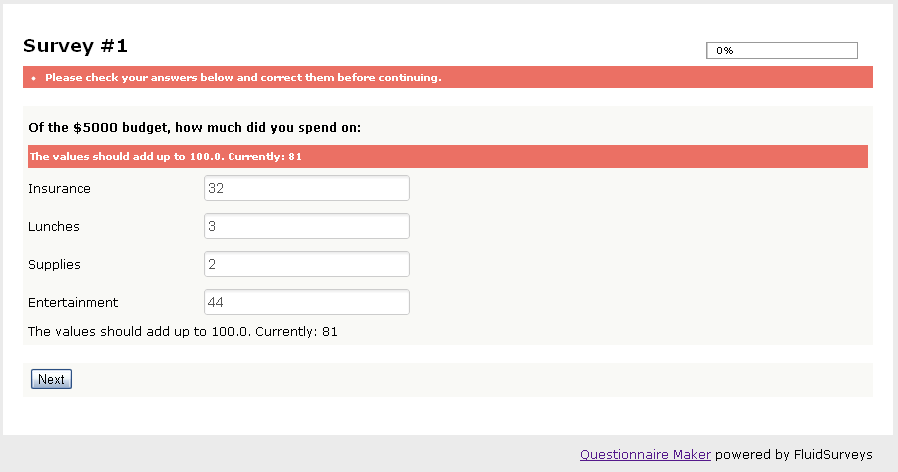 Survey #1
0%
• Please check your answers below and correct them before continuing.
Of the $5000 budget, how much did you spend on:
The values should add up to 100.0. Currently: 81
Insurance 32
Lunches 3
Supplies 2
Entertainment 44
The values should add up to 100.0. Currently: 81
Next
Questionnaire Maker powered by FluidSurveys